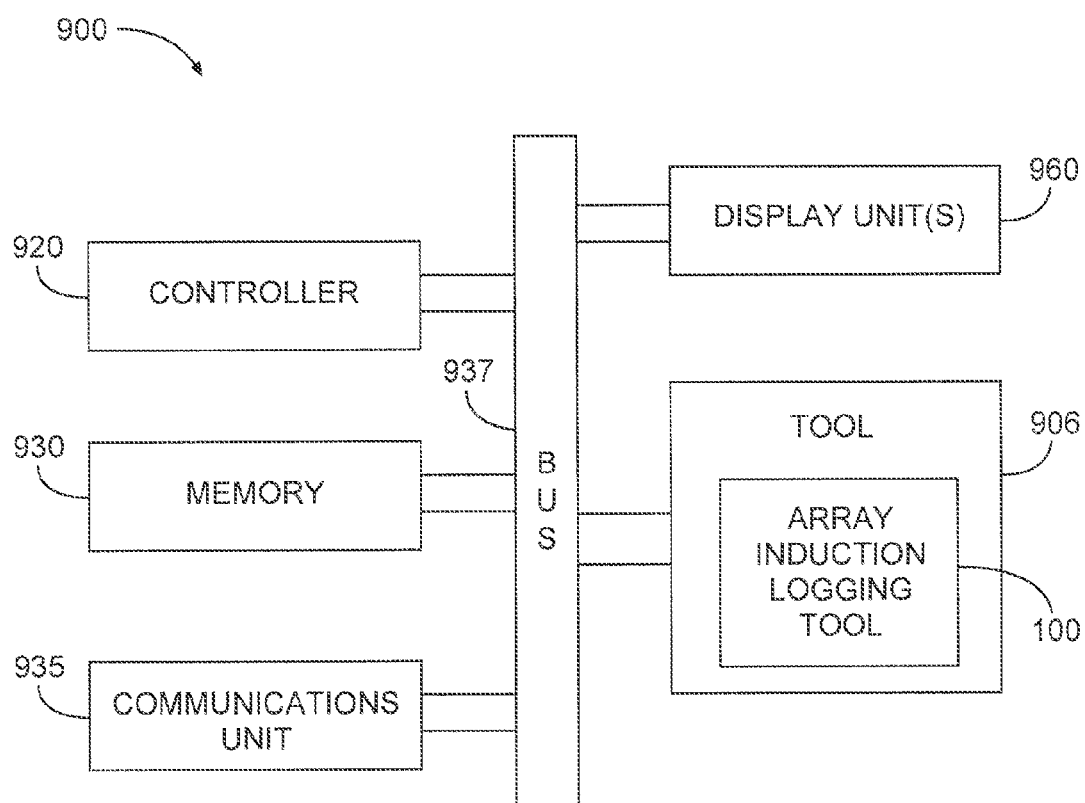 900
960
DISPLAY UNIT(S)
920
CONTROLLER
937
930
MEMORY
BUS
TOOL
906
ARRAY
INDUCTION
LOGGING
TOOL
100
935
COMMUNICATIONS
UNIT